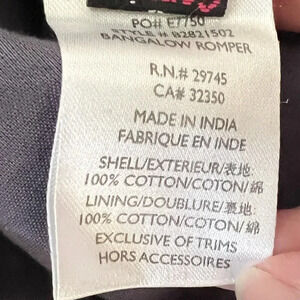 PO# E7750
STYLE # B2821502
BANGALOW ROMPER
R.N.# 29745
CA# 32350
MADE IN INDIA
FABRIQUE EN INDE
SHELL/EXTERIEUR/表地:
100% COTTON/COTON/綿
LINING/DOUBLURE/裏地:
100% COTTON/COTON/綿
EXCLUSIVE OF TRIMS
HORS ACCESSOIRES